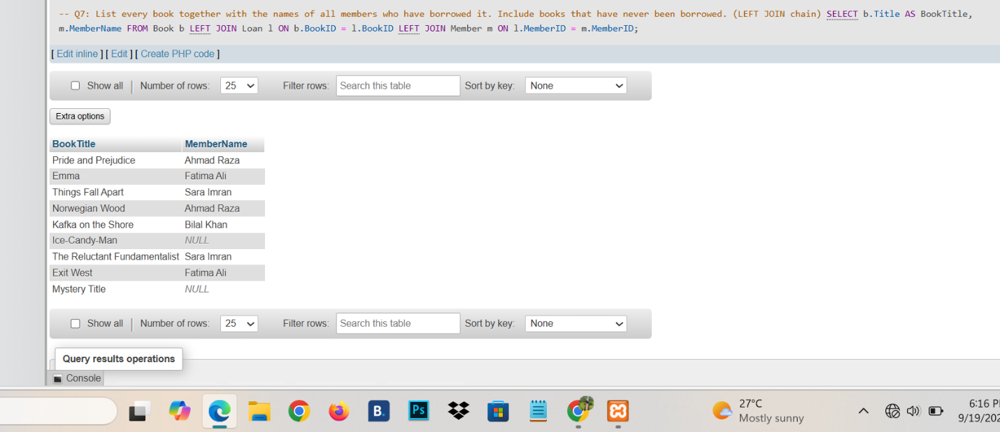 -- Q7: List every book together with the names of all members who have borrowed it. Include books that have never been borrowed. (LEFT JOIN chain) SELECT b.Title AS BookTitle,
m.MemberName FROM Book b LEFT JOIN Loan l ON b.BookID = l.BookID LEFT JOIN Member m ON l.MemberID = m.MemberID;
[ Edit inline ] [ Edit ] [ Create PHP code ]
Show all | Number of rows: 25 Filter rows: Search this table Sort by key: None
Extra options
BookTitle MemberName
Pride and Prejudice Ahmad Raza
Emma Fatima Ali
Things Fall Apart Sara Imran
Norwegian Wood Ahmad Raza
Kafka on the Shore Bilal Khan
Ice-Candy-Man NULL
The Reluctant Fundamentalist Sara Imran
Exit West Fatima Ali
Mystery Title NULL
Show all | Number of rows: 25 Filter rows: Search this table Sort by key: None
Query results operations
Console
B. Ps
27°C
Mostly sunny
6:16 P
9/19/202